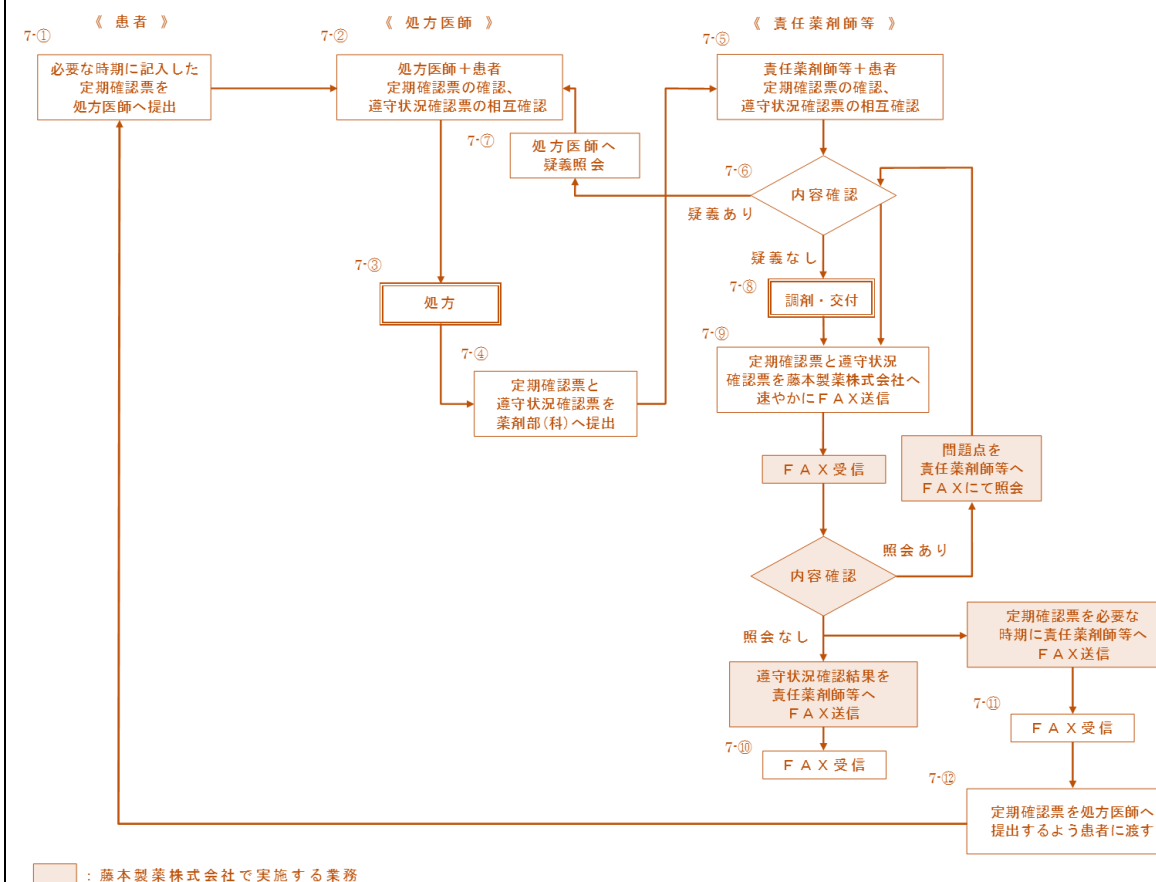 《 患者 》
《 処方医師 》
《 責任薬剤師等 》
7-①
必要な時期に記入した
定期確認票を
処方医師へ提出
7-②
処方医師＋患者
定期確認票の確認、
遵守状況確認票の相互確認
7-⑤
責任薬剤師等＋患者
定期確認票の確認、
遵守状況確認票の相互確認
7-⑦
処方医師へ
疑義照会
7-⑥
内容確認
疑義あり
疑義なし
7-③
処方
7-⑧
調剤・交付
7-④
定期確認票と
遵守状況確認票を
薬剤部(科)へ提出
7-⑨
定期確認票と遵守状況
確認票を藤本製薬株式会社へ
速やかにＦＡＸ送信
ＦＡＸ受信
問題点を
責任薬剤師等へ
ＦＡＸにて照会
内容確認
照会あり
照会なし
定期確認票を必要な
時期に責任薬剤師等へ
ＦＡＸ送信
遵守状況確認結果を
責任薬剤師等へ
ＦＡＸ送信
7-⑪
ＦＡＸ受信
7-⑩
ＦＡＸ受信
7-⑫
定期確認票を処方医師へ
提出するよう患者に渡す
：藤本製薬株式会社で実施する業務